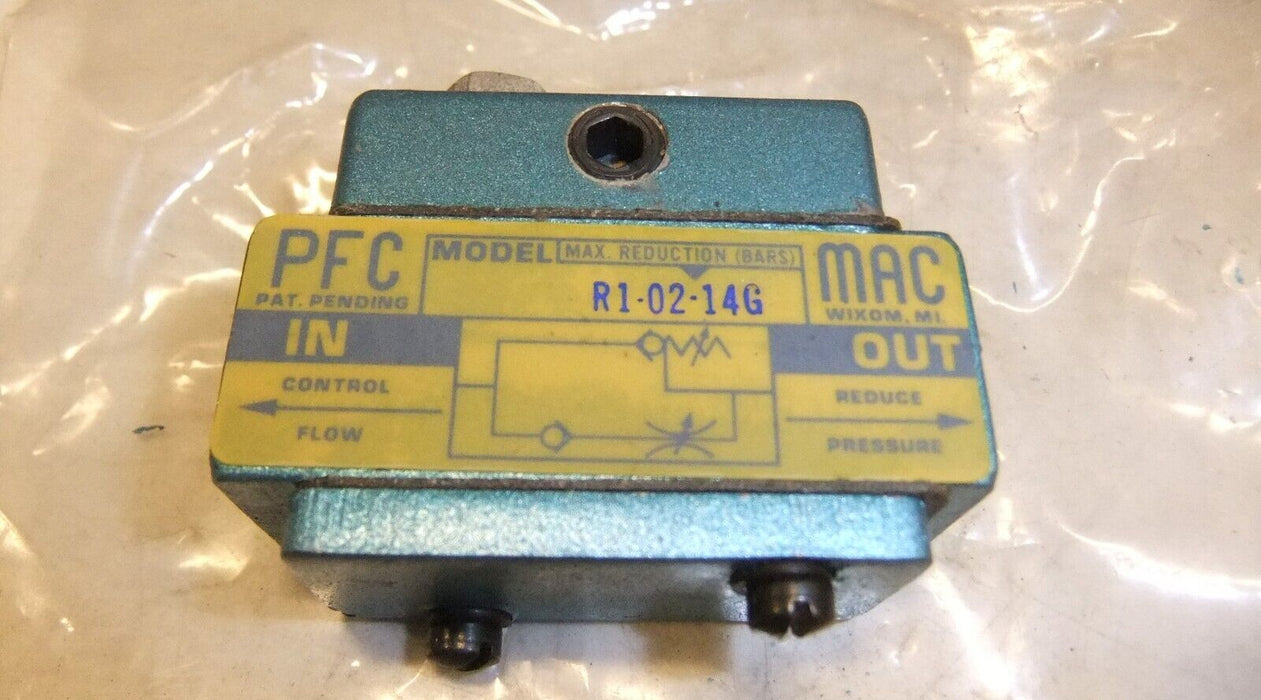 PFC
PAT. PENDING
MODEL MAX. REDUCTION (BARS)
R1-02-14G
MAC
WIXOM, MI.
IN
OUT
CONTROL
FLOW
REDUCE
PRESSURE